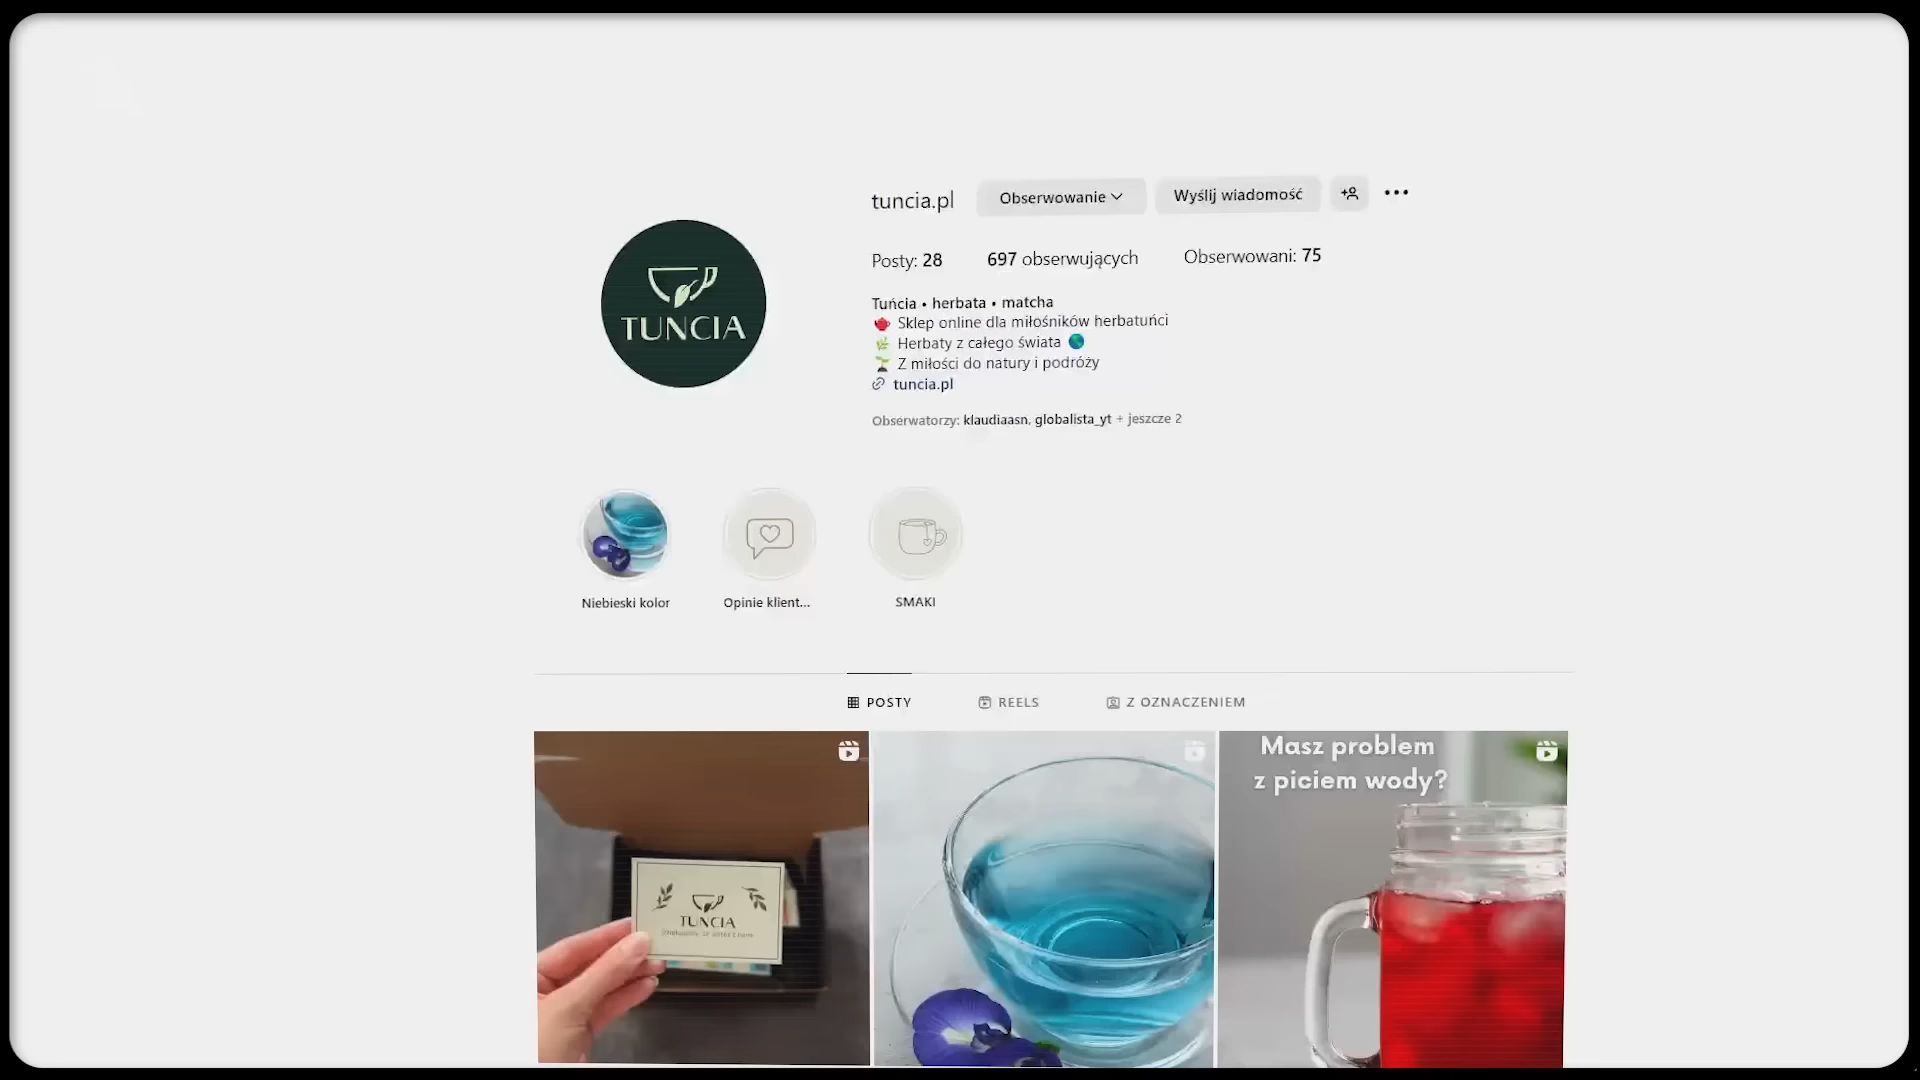 tuncia.pl
Obserwowanie
Wyślij wiadomość
Posty: 28
697 obserwujących
Obserwowani: 75
TUNCIA
Tuńcia • herbata • matcha
Sklep online dla miłośników herbatuńci
Herbaty z całego świata
Z miłości do natury i podróży
tuncia.pl
Obserwatorzy: klaudiaasn, globalista_yt + jeszcze 2
Niebieski kolor
Opinie klient...
SMAKI
POSTY
REELS
Z OZNACZENIEM
Masz problem
z piciem wody?
TUNCIA